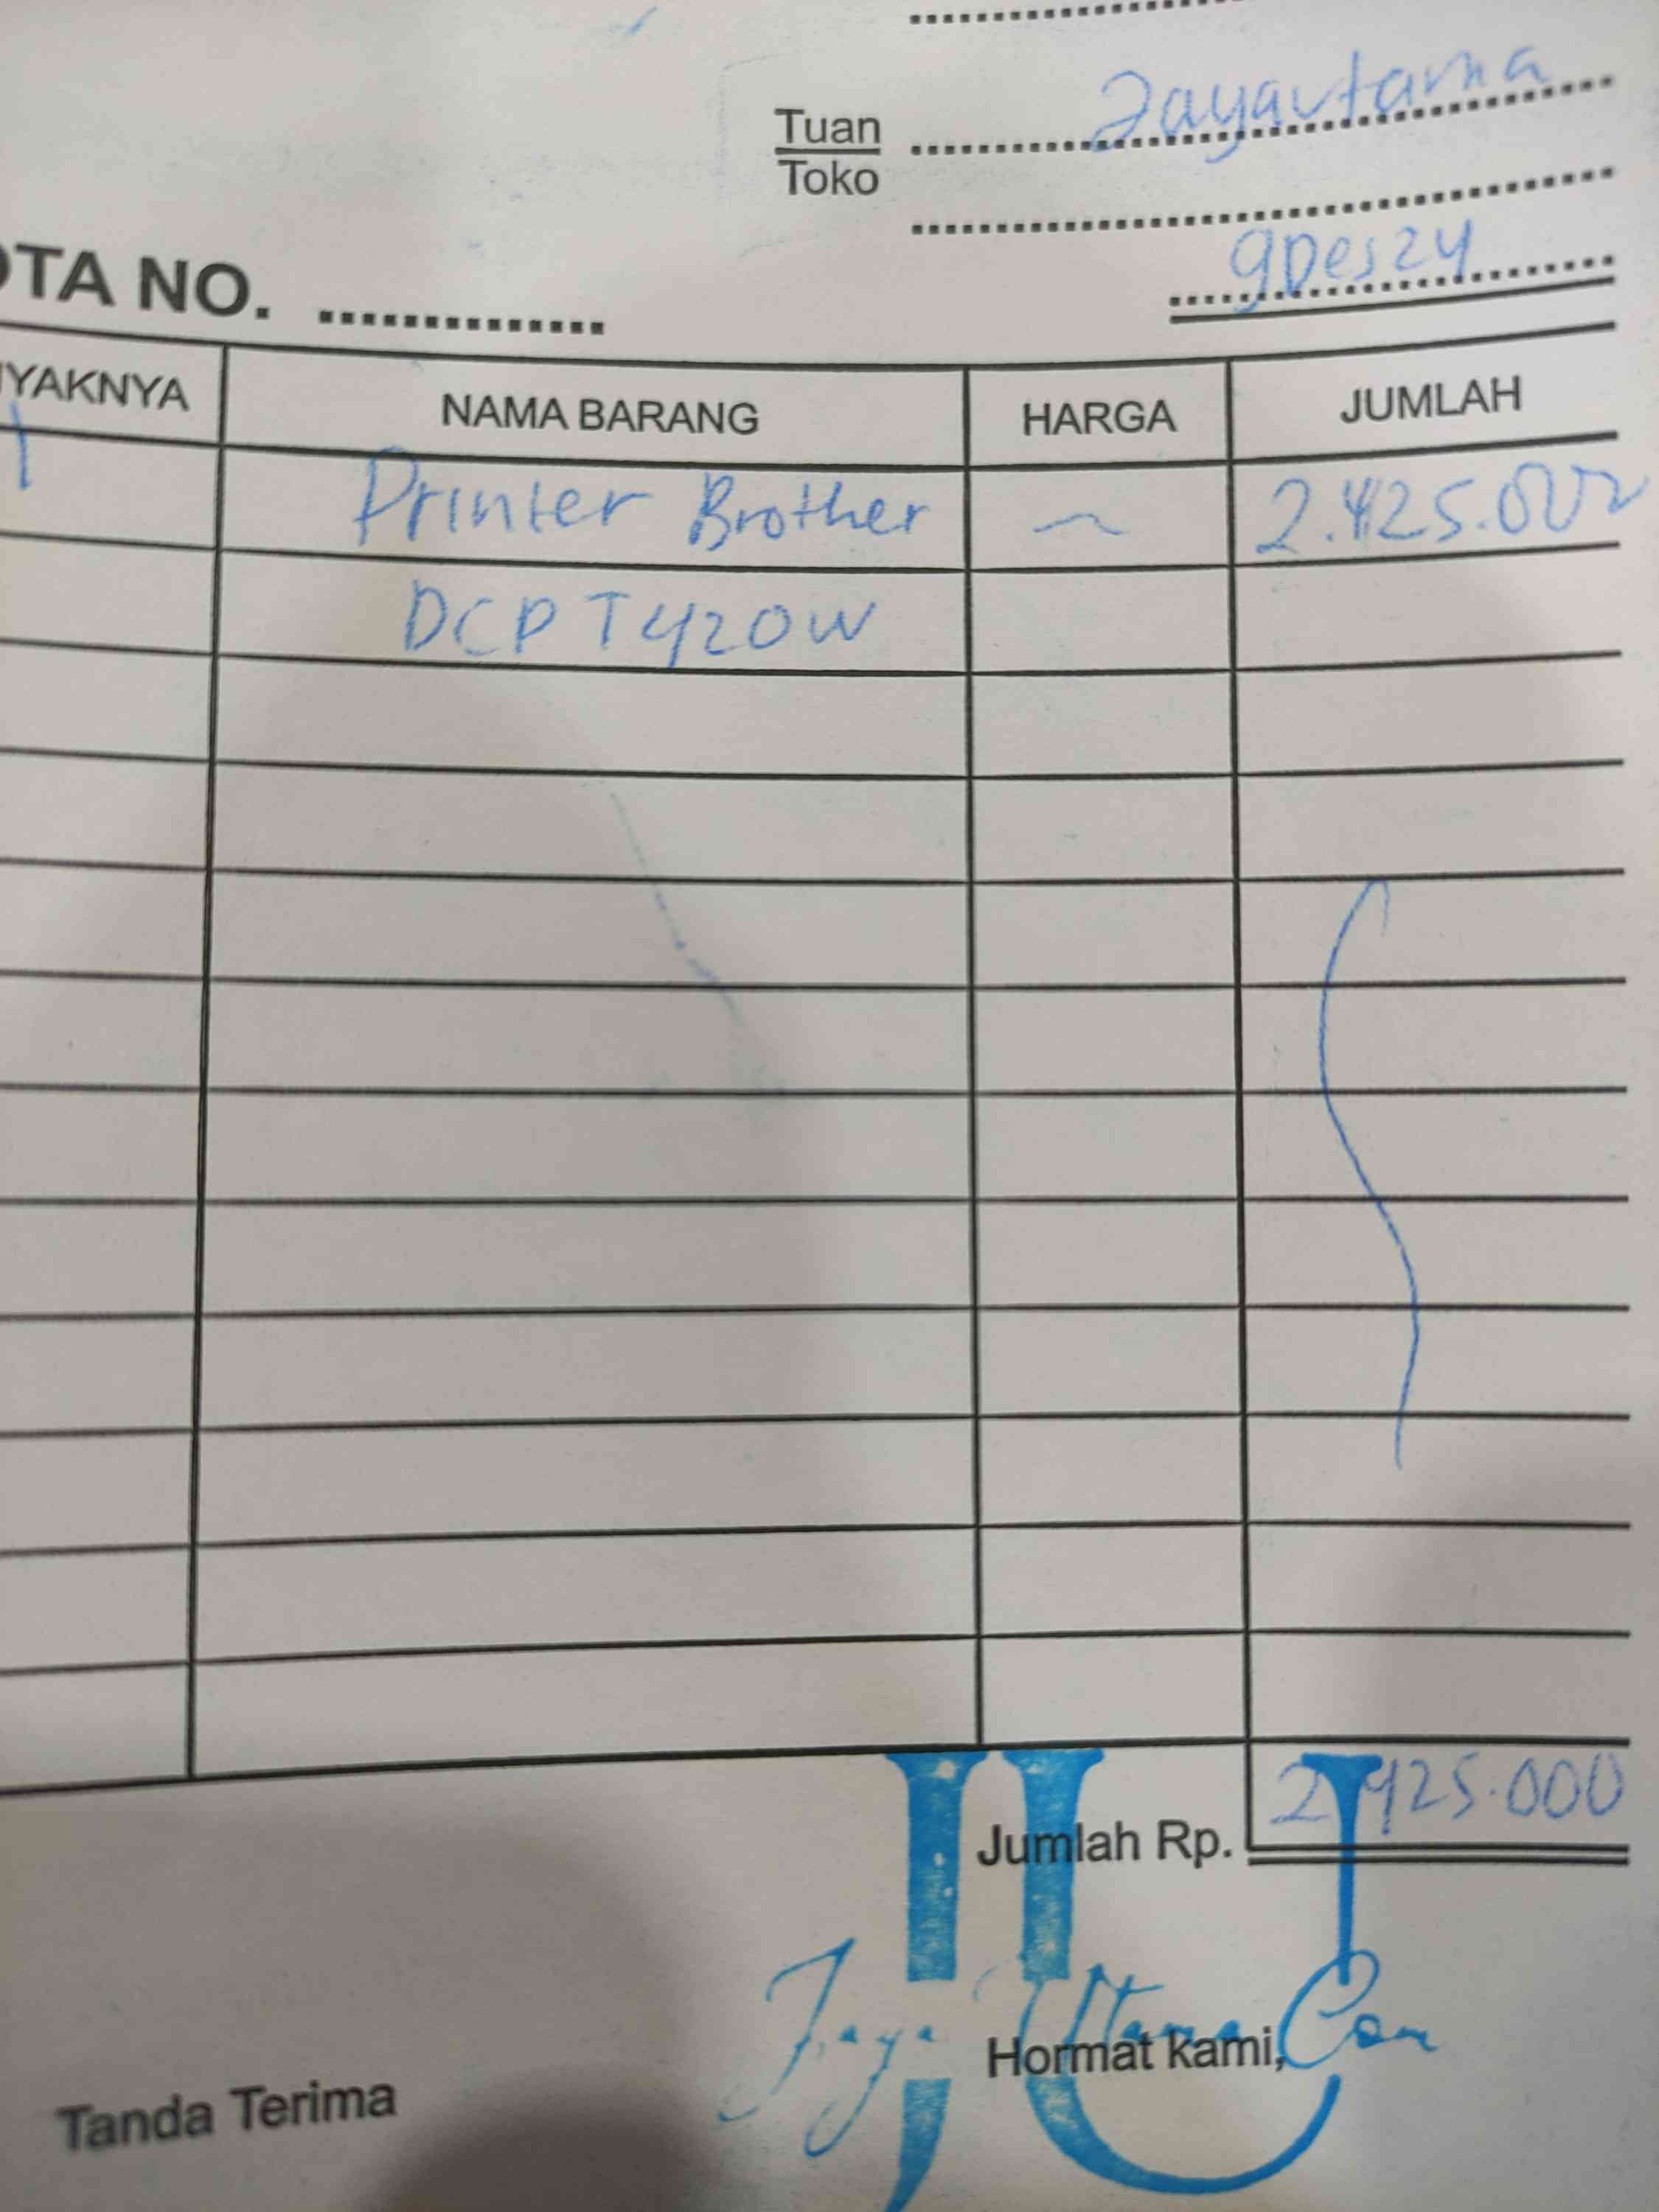 Tuan
Toko
Jayautama
9Des24
OTA NO. ..............
YAKNYA NAMA BARANG HARGA JUMLAH
1 Printer Brother ~ 2.425.000
DCP T420W
Jumlah Rp. 2.425.000
Jaya Utama Com
Hormat kami,
Tanda Terima